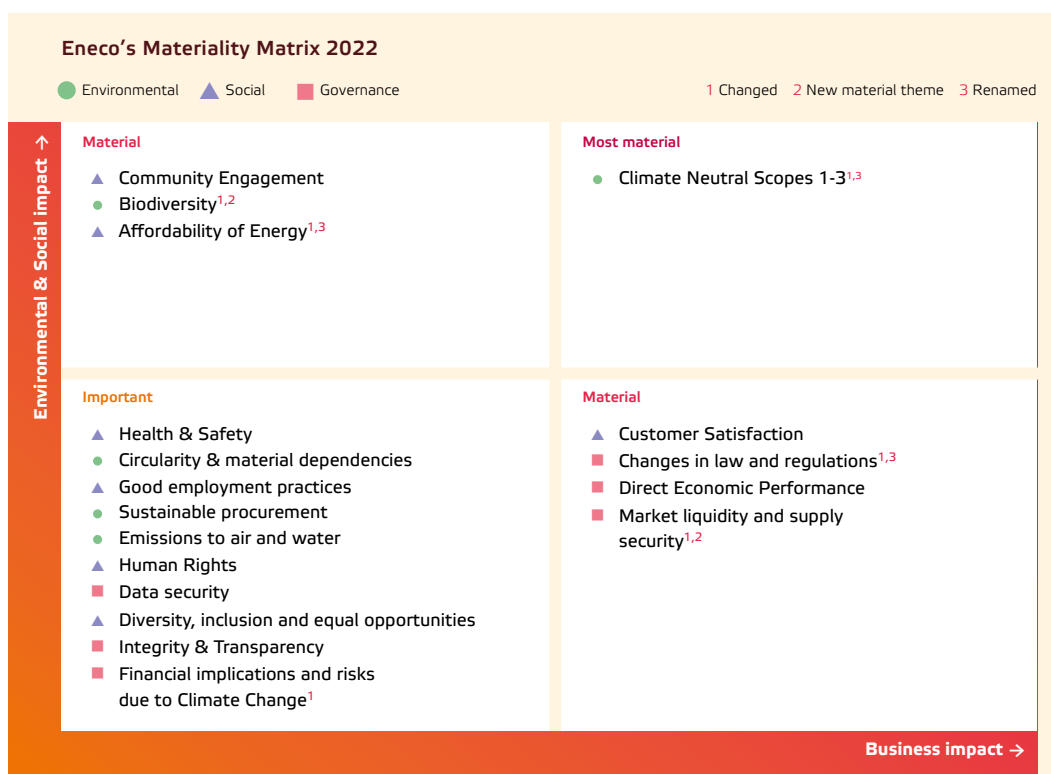 Eneco’s Materiality Matrix 2022
Environmental Social Governance
1 Changed 2 New material theme 3 Renamed
Environmental & Social impact →
Material
Community Engagement
Biodiversity1,2
Affordability of Energy1,3
Most material
Climate Neutral Scopes 1-31,3
Important
Health & Safety
Circularity & material dependencies
Good employment practices
Sustainable procurement
Emissions to air and water
Human Rights
Data security
Diversity, inclusion and equal opportunities
Integrity & Transparency
Financial implications and risks
due to Climate Change1
Material
Customer Satisfaction
Changes in law and regulations1,3
Direct Economic Performance
Market liquidity and supply
security1,2
Business impact →